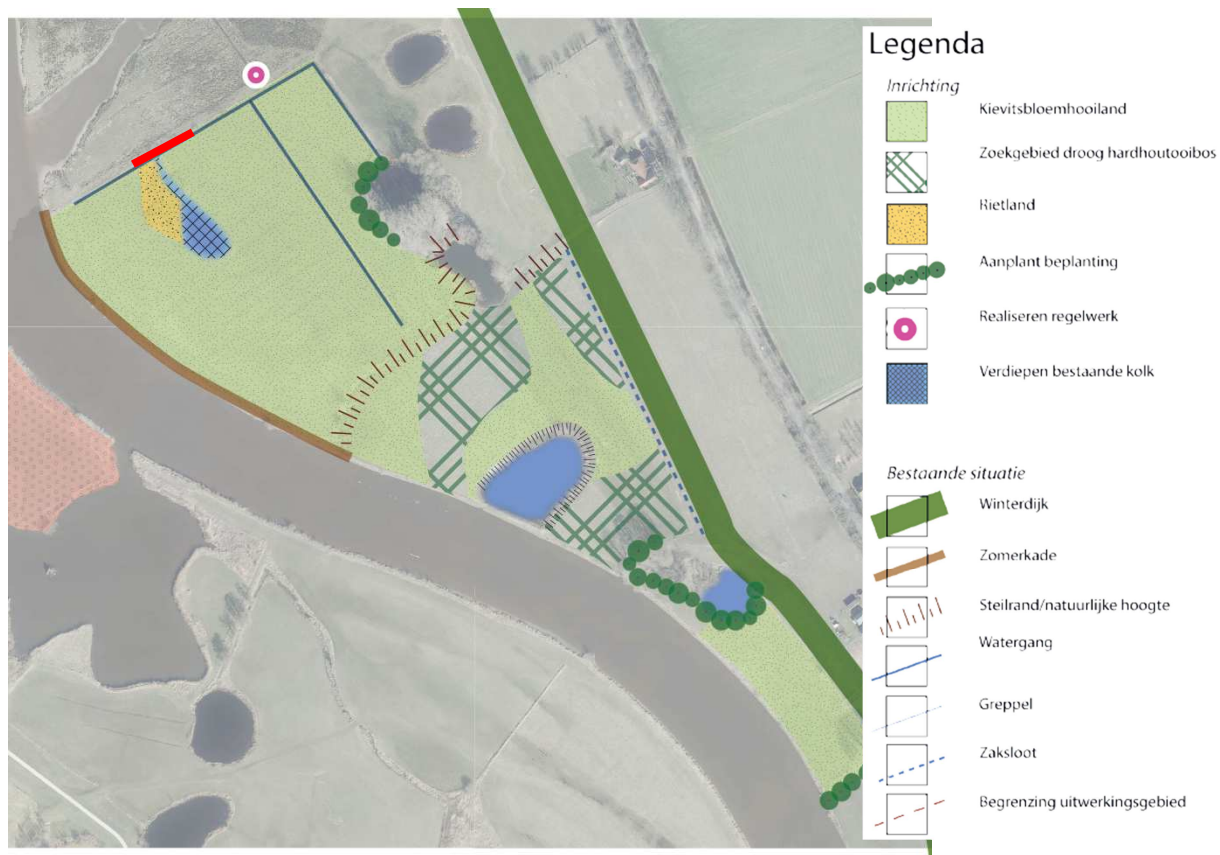 Legenda
Inrichting
Kievitsbloemhooiland
Zoekgebied droog hardhoutooibos
Rietland
Aanplant beplanting
Realiseren regelwerk
Verdiepen bestaande kolk
Bestaande situatie
Winterdijk
Zomerkade
Steilrand/natuurlijke hoogte
Watergang
Greppel
Zaksloot
Begrenzing uitwerkingsgebied